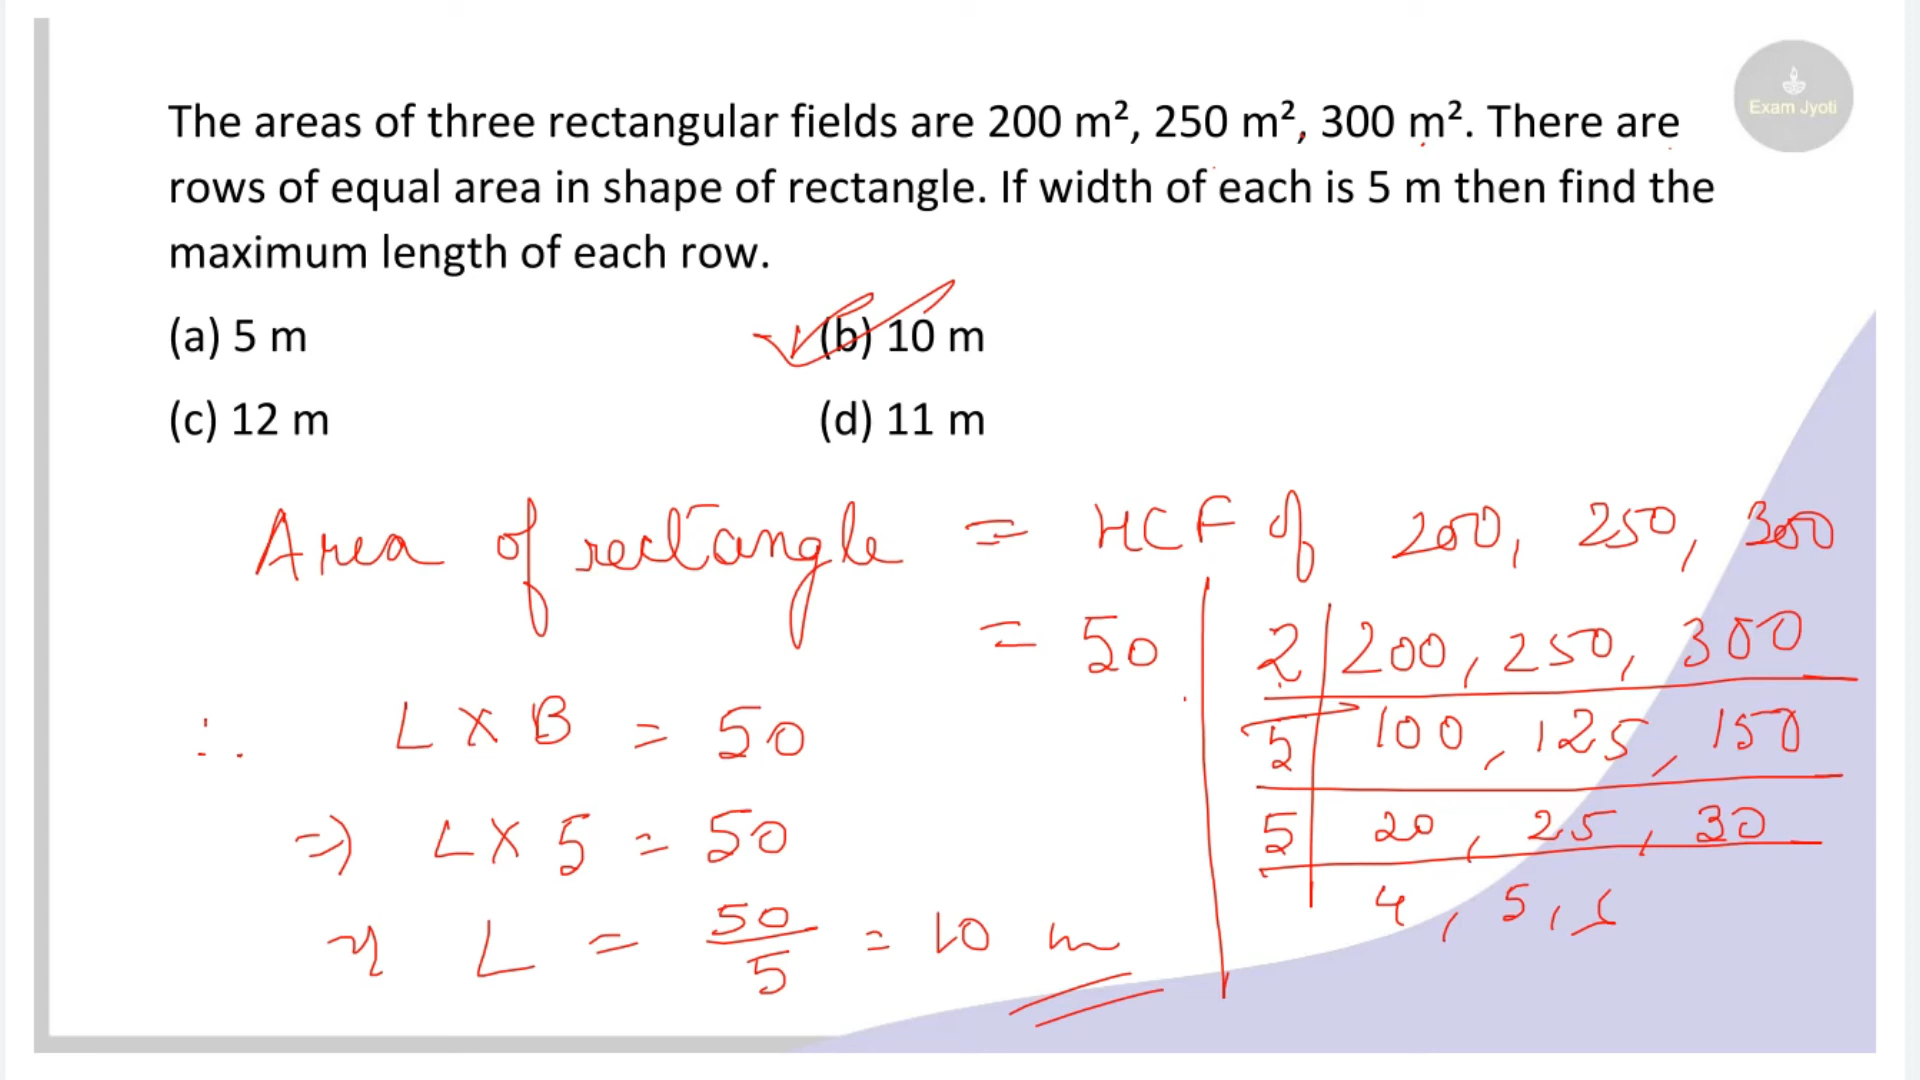 Exam Jyoti
The areas of three rectangular fields are 200 m², 250 m², 300 m². There are
rows of equal area in shape of rectangle. If width of each is 5 m then find the
maximum length of each row.
(a) 5 m (b) 10 m
(c) 12 m (d) 11 m
Area of rectangle = HCF of 200, 250, 300
= 50
2 | 200, 250, 300
∴ L X B = 50
5 | 100, 125, 150
⇒ L X 5 = 50
5 | 20, 25, 30
4, 5,
L = 50/5 = 10 m